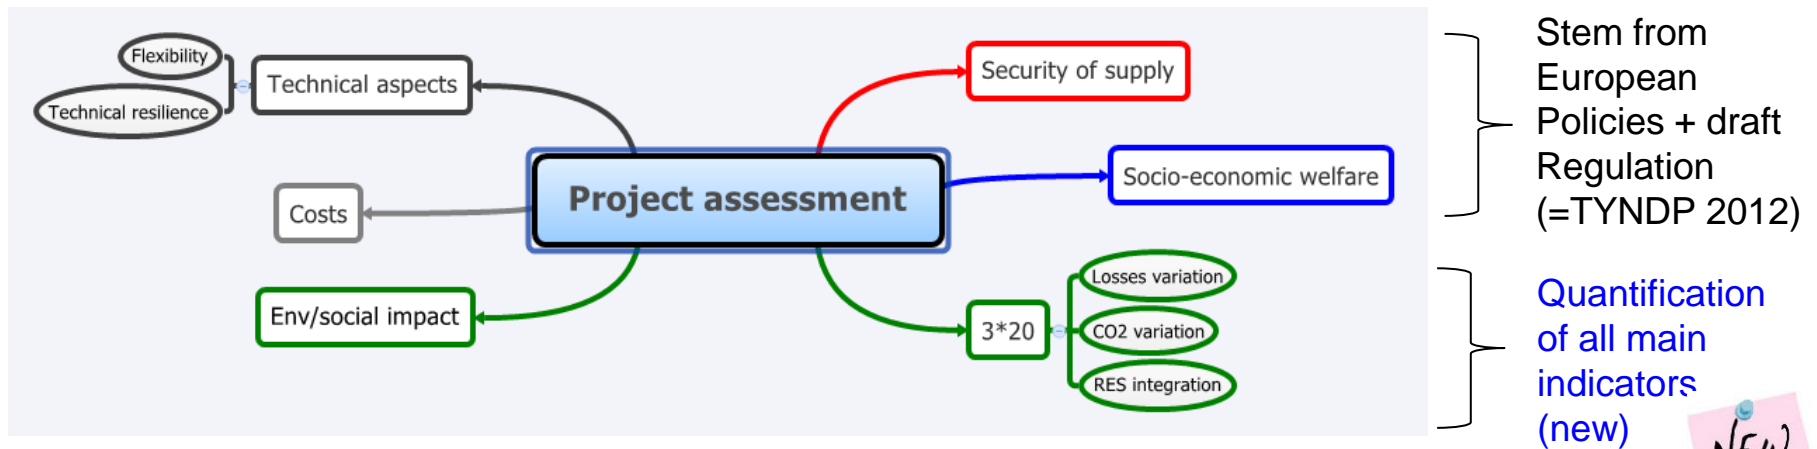 Flexibility
Technical resilience
Technical aspects
Costs
Env/social impact
Project assessment
Security of supply
Socio-economic welfare
3*20
Losses variation
CO2 variation
RES integration
Stem from
European
Policies + draft
Regulation
(=TYNDP 2012)
Quantification
of all main
indicators
(new)
NEW